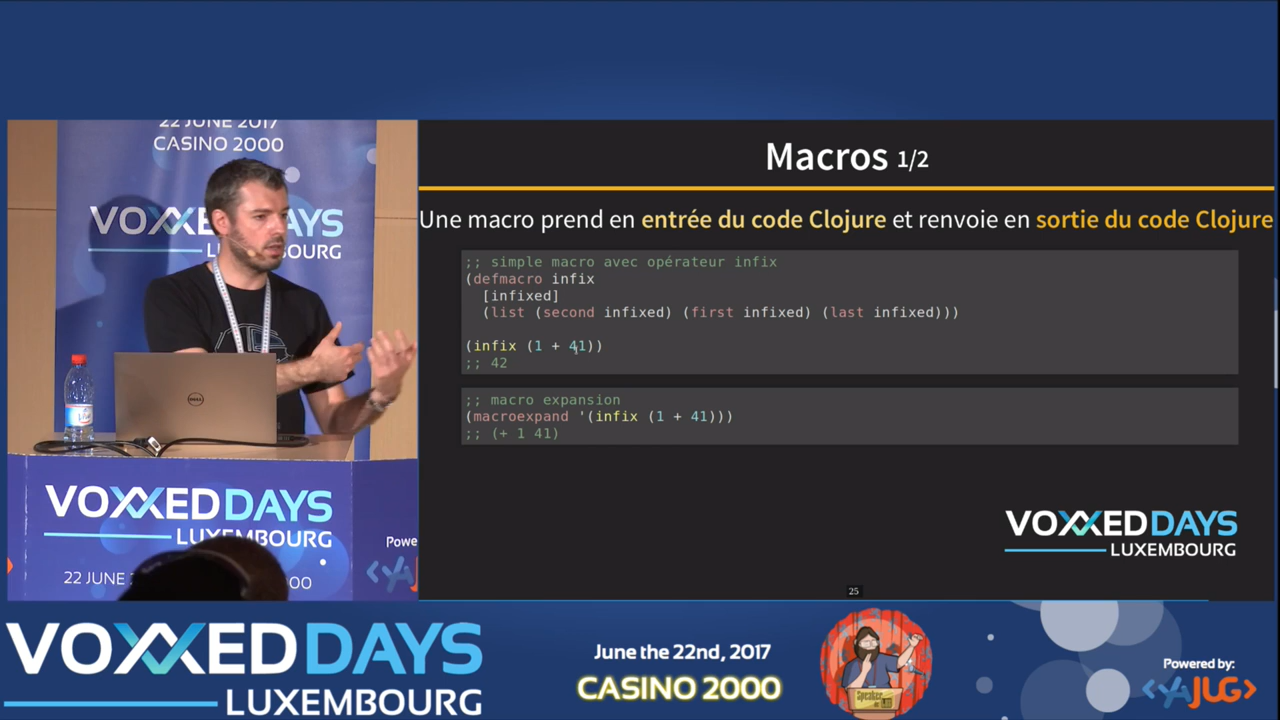 22 JUNE 2017
CASINO 2000
VOXXED DAYS
LUXEMBOURG
DELL
VOXXED DAYS
LUXEMBOURG
22 JUNE
00
Powe
Macros 1/2
Une macro prend en entrée du code Clojure et renvoie en sortie du code Clojure
;; simple macro avec opérateur infix
(defmacro infix
[infixed]
(list (second infixed) (first infixed) (last infixed)))
(infix (1 + 41))
;; 42
;; macro expansion
(macroexpand '(infix (1 + 41)))
;; (+ 1 41)
VOXXED DAYS
LUXEMBOURG
25
VOXXED DAYS
LUXEMBOURG
June the 22nd, 2017
CASINO 2000
Speaker
Powered by:
<YAJUG>